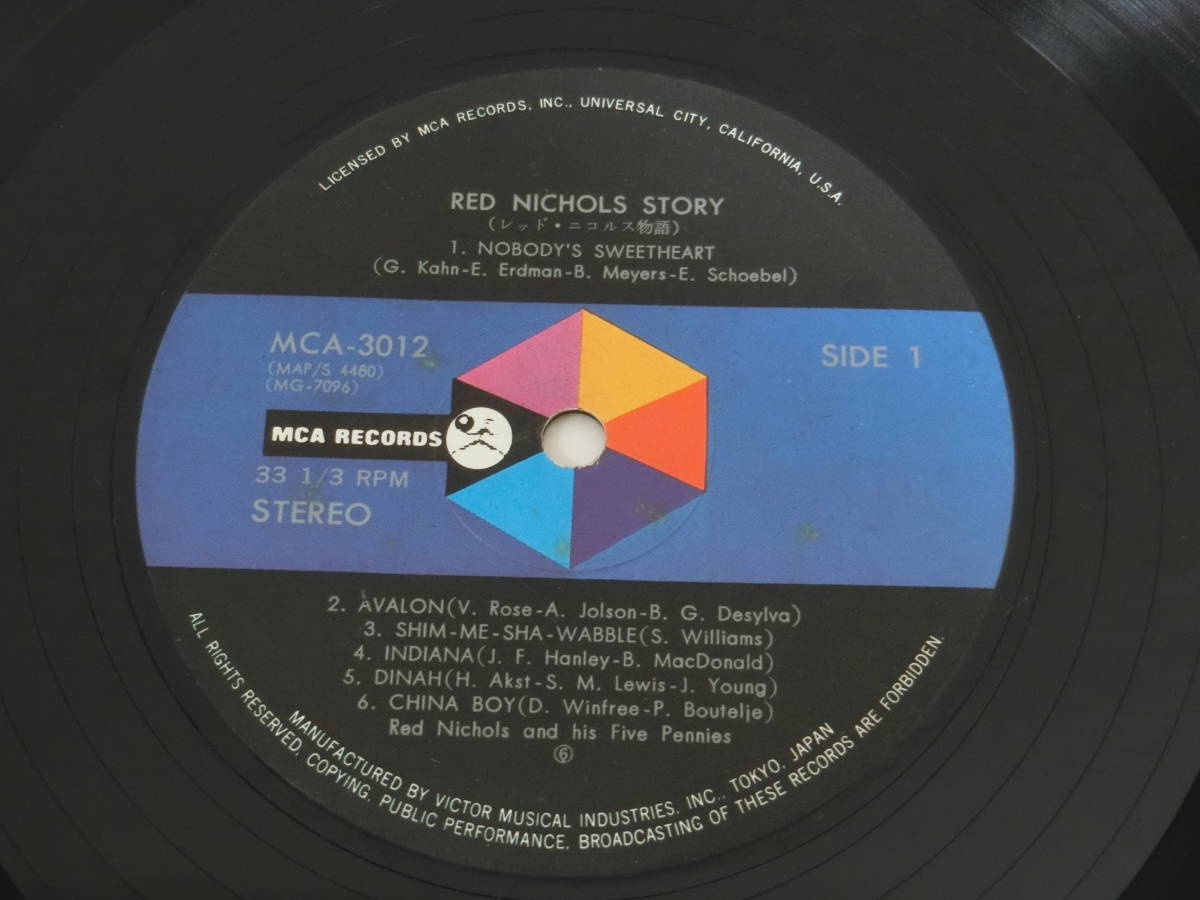 LICENSED BY MCA RECORDS, INC., UNIVERSAL CITY, CALIFORNIA, U.S.A.
RED NICHOLS STORY
(レッド・ニコルス物語)
1. NOBODY'S SWEETHEART
(G. Kahn-E. Erdman-B. Meyers-E. Schoebel)
MCA-3012
(MAP/S 4480)
(MG-7096)
SIDE 1
MCA RECORDS
33 1/3 RPM
STEREO
2. AVALON(V. Rose-A. Jolson-B. G. Desylva)
3. SHIM-ME-SHA-WABBLE(S. Williams)
4. INDIANA(J. F. Hanley-B. MacDonald)
5. DINAH(H. Akst-S. M. Lewis-J. Young)
6. CHINA BOY(D. Winfree-P. Boutelje)
Red Nichols and his Five Pennies
⑥
MANUFACTURED BY VICTOR MUSICAL INDUSTRIES, INC., TOKYO, JAPAN
ALL RIGHTS RESERVED, COPYING, PUBLIC PERFORMANCE, BROADCASTING OF THESE RECORDS ARE FORBIDDEN.